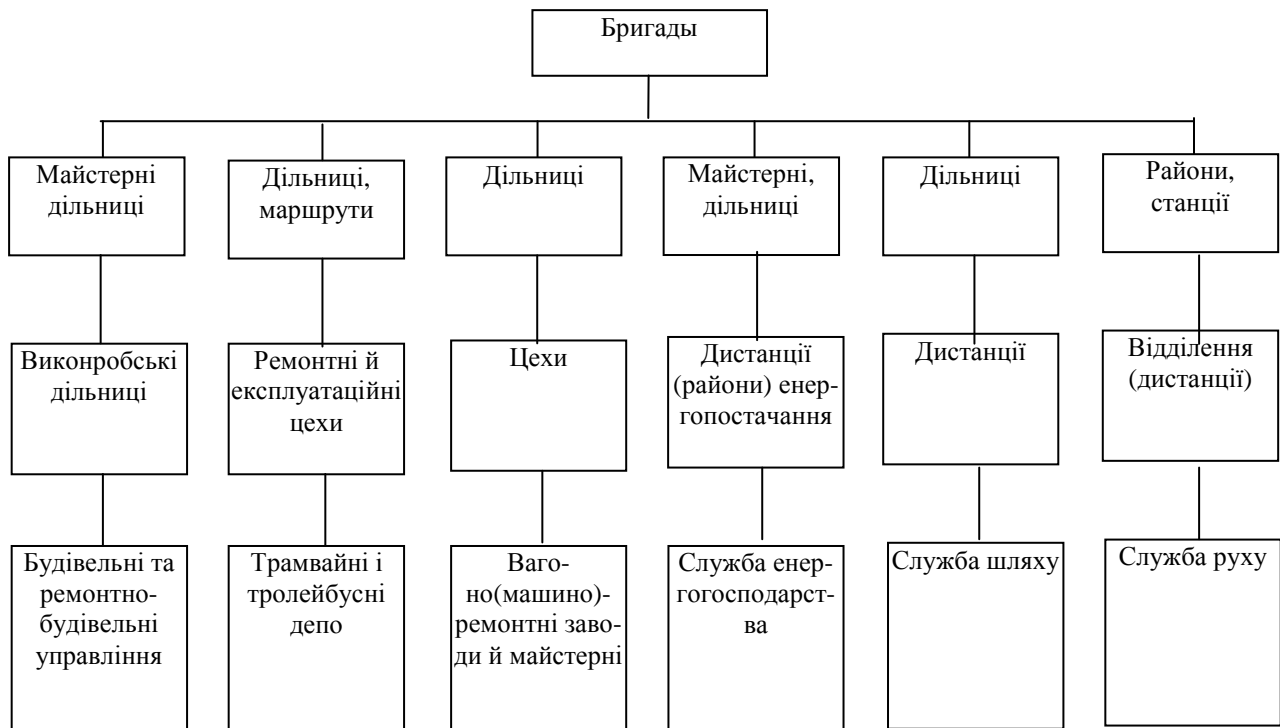 Бригады
Майстерні
дільниці
Дільниці,
маршрути
Дільниці
Майстерні,
дільниці
Дільниці
Райони,
станції
Виконробські
дільниці
Ремонтні й
експлуатаційні
цехи
Цехи
Дистанції
(райони) енер-
гопостачання
Дистанції
Відділення
(дистанції)
Будівельні та
ремонтно-
будівельні
управління
Трамвайні і
тролейбусні
депо
Ваго-
но(машино)-
ремонтні заво-
ди й майстерні
Служба енер-
гогосподарст-
ва
Служба шляху
Служба руху